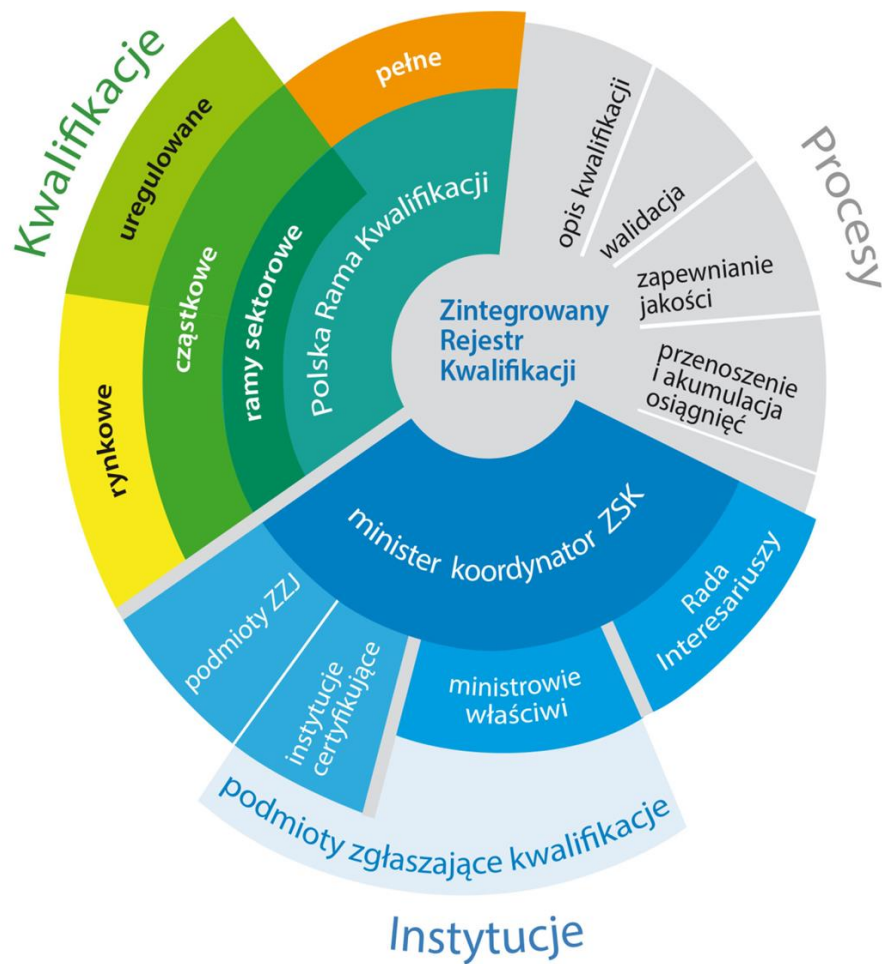 Kwalifikacje
pełne
uregulowane
cząstkowe
rynkowe
ramy sektorowe
Polska Rama Kwalifikacji
Procesy
opis kwalifikacji
walidacja
zapewnianie
jakości
przenoszenie
i akumulacja
osiągnięć
Zintegrowany
Rejestr
Kwalifikacji
minister koordynator ZSK
podmioty ZZJ
instytucje
certyfikujące
ministrowie
właściwi
Rada
Interesariuszy
podmioty zgłaszające kwalifikacje
Instytucje